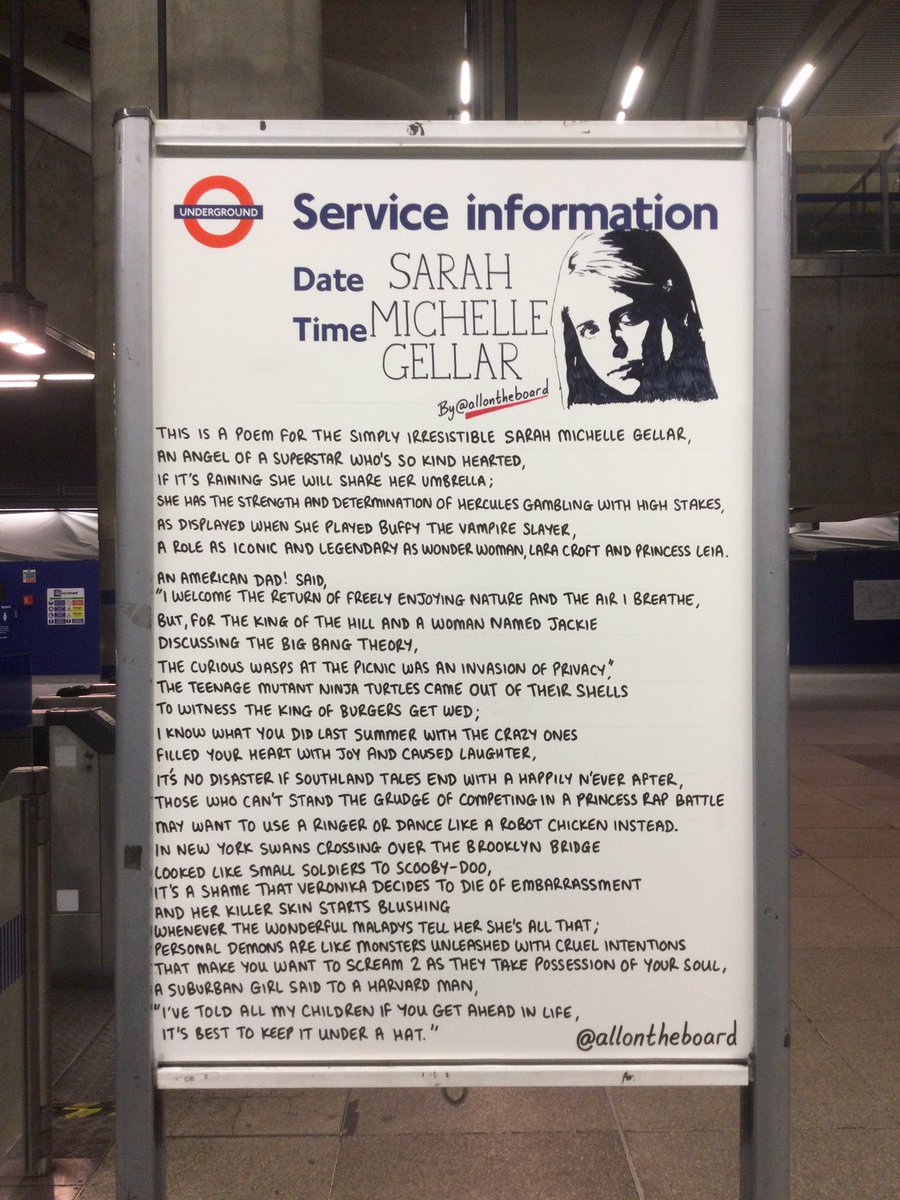 UNDERGROUND
Service information
Date SARAH
Time MICHELLE
GELLAR
By@allontheboard
THIS IS A POEM FOR THE SIMPLY IRRESISTIBLE SARAH MICHELLE GELLAR,
AN ANGEL OF A SUPERSTAR WHO'S SO KIND HEARTED,
IF IT'S RAINING SHE WILL SHARE HER UMBRELLA;
SHE HAS THE STRENGTH AND DETERMINATION OF HERCULES GAMBLING WITH HIGH STAKES,
AS DISPLAYED WHEN SHE PLAYED BUFFY THE VAMPIRE SLAYER,
A ROLE AS ICONIC AND LEGENDARY AS WONDER WOMAN, LARA CROFT AND PRINCESS LEIA.
AN AMERICAN DAD! SAID,
"I WELCOME THE RETURN OF FREELY ENJOYING NATURE AND THE AIR I BREATHE,
BUT, FOR THE KING OF THE HILL AND A WOMAN NAMED JACKIE
DISCUSSING THE BIG BANG THEORY,
THE CURIOUS WASPS AT THE PICNIC WAS AN INVASION OF PRIVACY."
THE TEENAGE MUTANT NINJA TURTLES CAME OUT OF THEIR SHELLS
TO WITNESS THE KING OF BURGERS GET WED;
I KNOW WHAT YOU DID LAST SUMMER WITH THE CRAZY ONES
FILLED YOUR HEART WITH JOY AND CAUSED LAUGHTER,
IT'S NO DISASTER IF SOUTHLAND TALES END WITH A HAPPILY N'EVER AFTER,
THOSE WHO CAN'T STAND THE GRUDGE OF COMPETING IN A PRINCESS RAP BATTLE
MAY WANT TO USE A RINGER OR DANCE LIKE A ROBOT CHICKEN INSTEAD.
IN NEW YORK SWANS CROSSING OVER THE BROOKLYN BRIDGE
LOOKED LIKE SMALL SOLDIERS TO SCOOBY-DOO,
IT'S A SHAME THAT VERONIKA DECIDES TO DIE OF EMBARRASSMENT
AND HER KILLER SKIN STARTS BLUSHING
WHENEVER THE WONDERFUL MALADYS TELL HER SHE'S ALL THAT;
PERSONAL DEMONS ARE LIKE MONSTERS UNLEASHED WITH CRUEL INTENTIONS
THAT MAKE YOU WANT TO SCREAM 2 AS THEY TAKE POSSESSION OF YOUR SOUL,
A SUBURBAN GIRL SAID TO A HARVARD MAN,
"I'VE TOLD ALL MY CHILDREN IF YOU GET AHEAD IN LIFE,
IT'S BEST TO KEEP IT UNDER A HAT."
@allontheboard